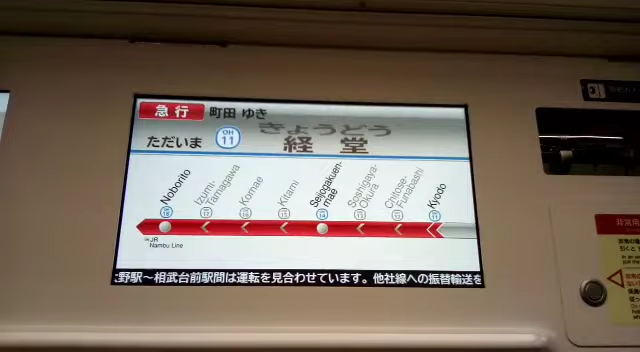 急行 町田 ゆき
ただいま OH 11 きょうどう
経堂
Noborito
Izumi-Tamagawa
Komae
Kitami
Seijogakuen-mae
Soshigaya-Okura
Chitose-Funabashi
Kyodo
JR
Nambu Line
野駅～相武台前駅間は運転を見合わせています。他社線への振替輸送を